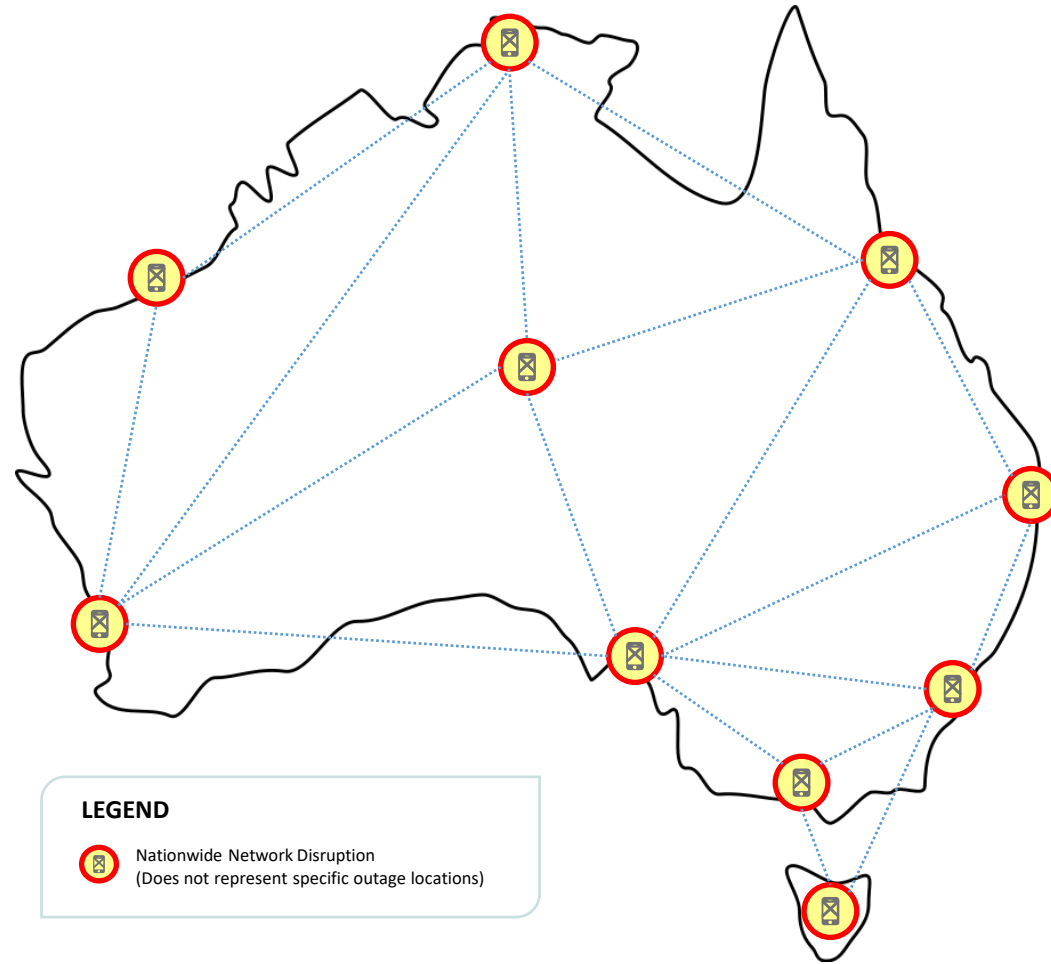 LEGEND
Nationwide Network Disruption
(Does not represent specific outage locations)